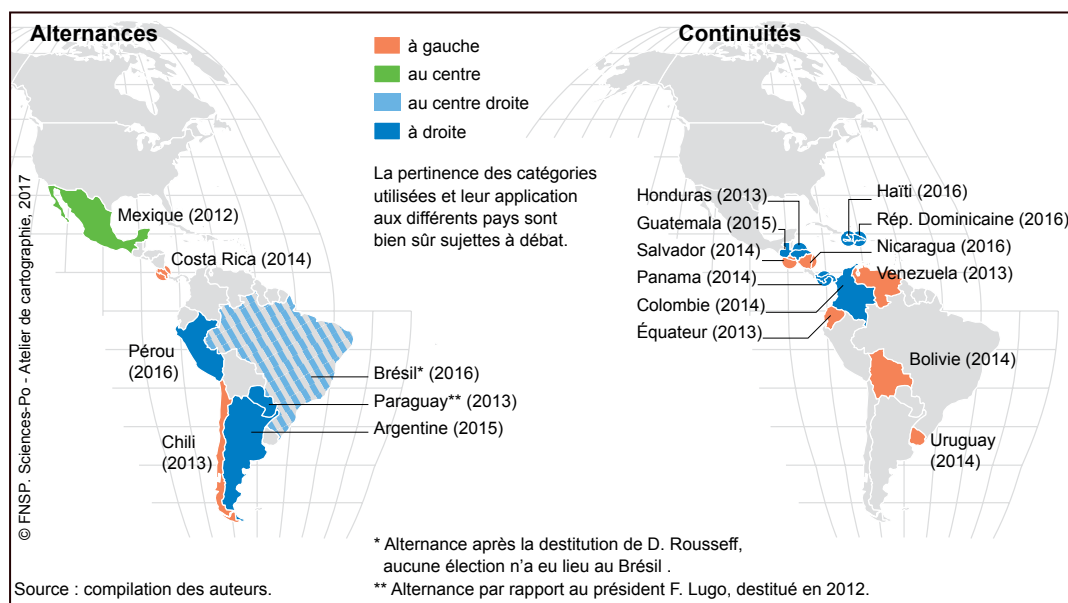 Alternances
à gauche
au centre
au centre droite
à droite
La pertinence des catégories
utilisées et leur application
aux différents pays sont
bien sûr sujettes à débat.
Mexique (2012)
Costa Rica (2014)
Pérou
(2016)
Brésil* (2016)
Paraguay** (2013)
Argentine (2015)
Chili
(2013)
Continuités
Honduras (2013)
Guatemala (2015)
Salvador (2014)
Panama (2014)
Colombie (2014)
Équateur (2013)
Haïti (2016)
Rép. Dominicaine (2016)
Nicaragua (2016)
Venezuela (2013)
Bolivie (2014)
Uruguay
(2014)
© FNSP. Sciences-Po - Atelier de cartographie, 2017
* Alternance après la destitution de D. Rousseff,
aucune élection n’a eu lieu au Brésil .
** Alternance par rapport au président F. Lugo, destitué en 2012.
Source : compilation des auteurs.